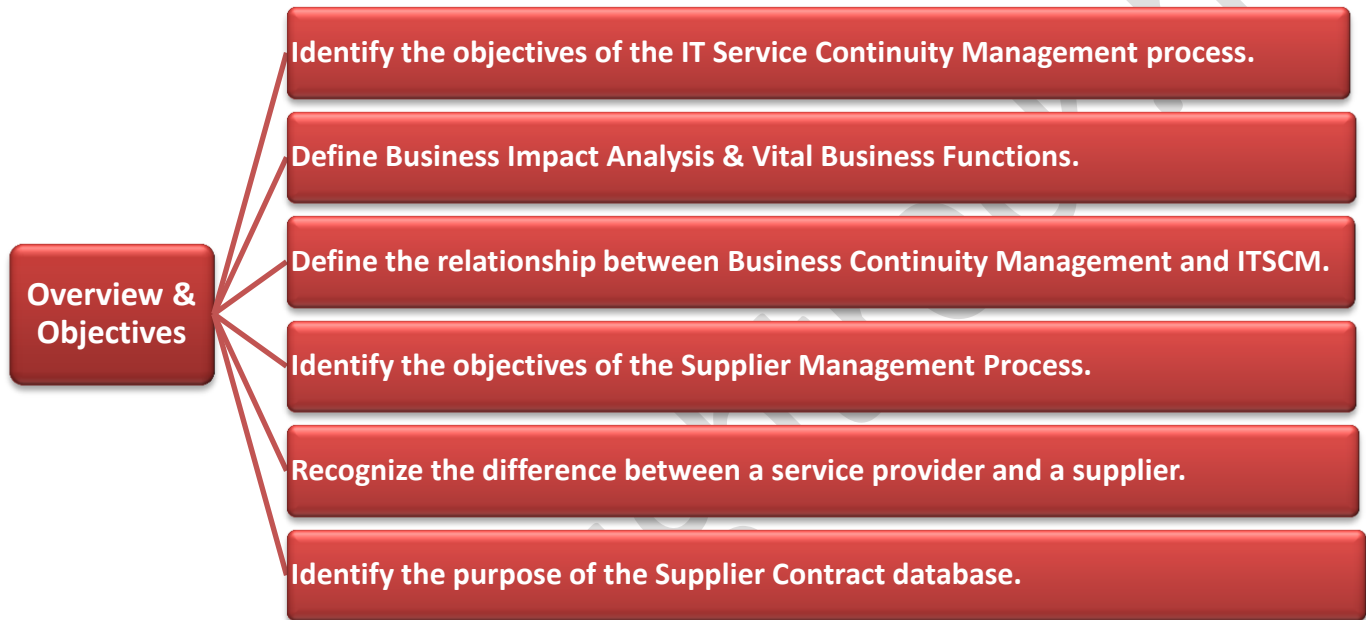 Identify the objectives of the IT Service Continuity Management process.
Define Business Impact Analysis & Vital Business Functions.
Define the relationship between Business Continuity Management and ITSCM.
Overview &
Objectives
Identify the objectives of the Supplier Management Process.
Recognize the difference between a service provider and a supplier.
Identify the purpose of the Supplier Contract database.